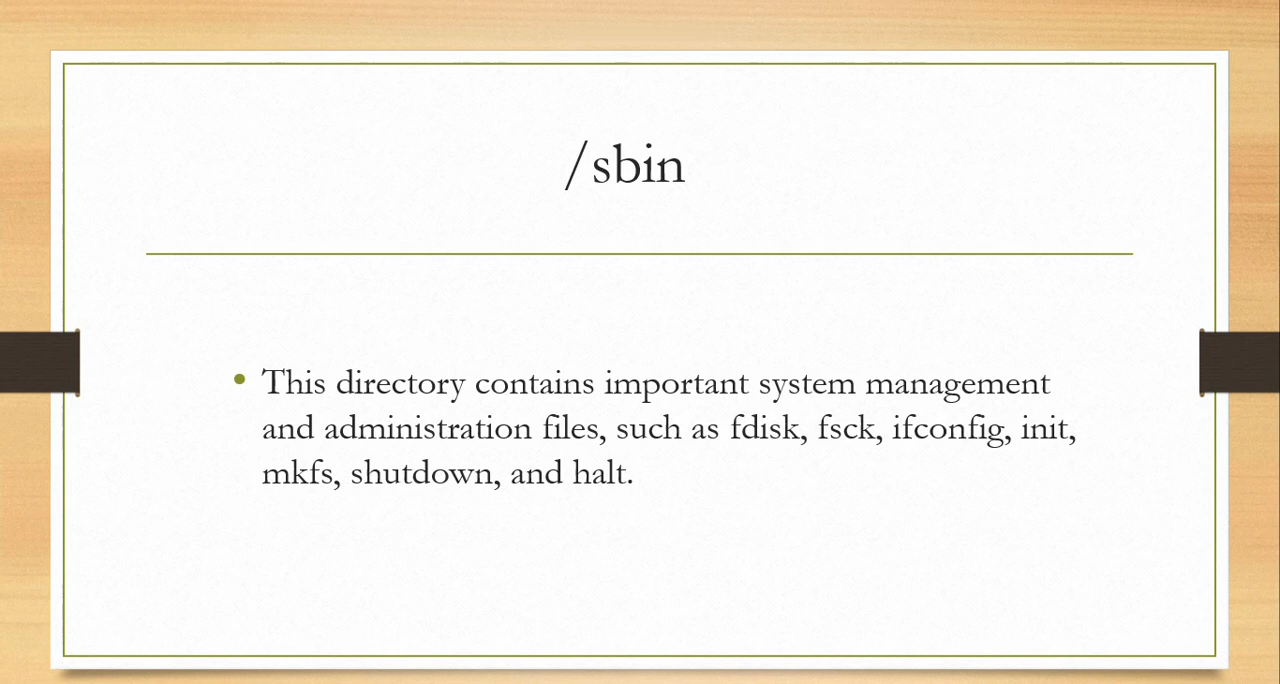 /sbin
• This directory contains important system management
and administration files, such as fdisk, fsck, ifconfig, init,
mkfs, shutdown, and halt.